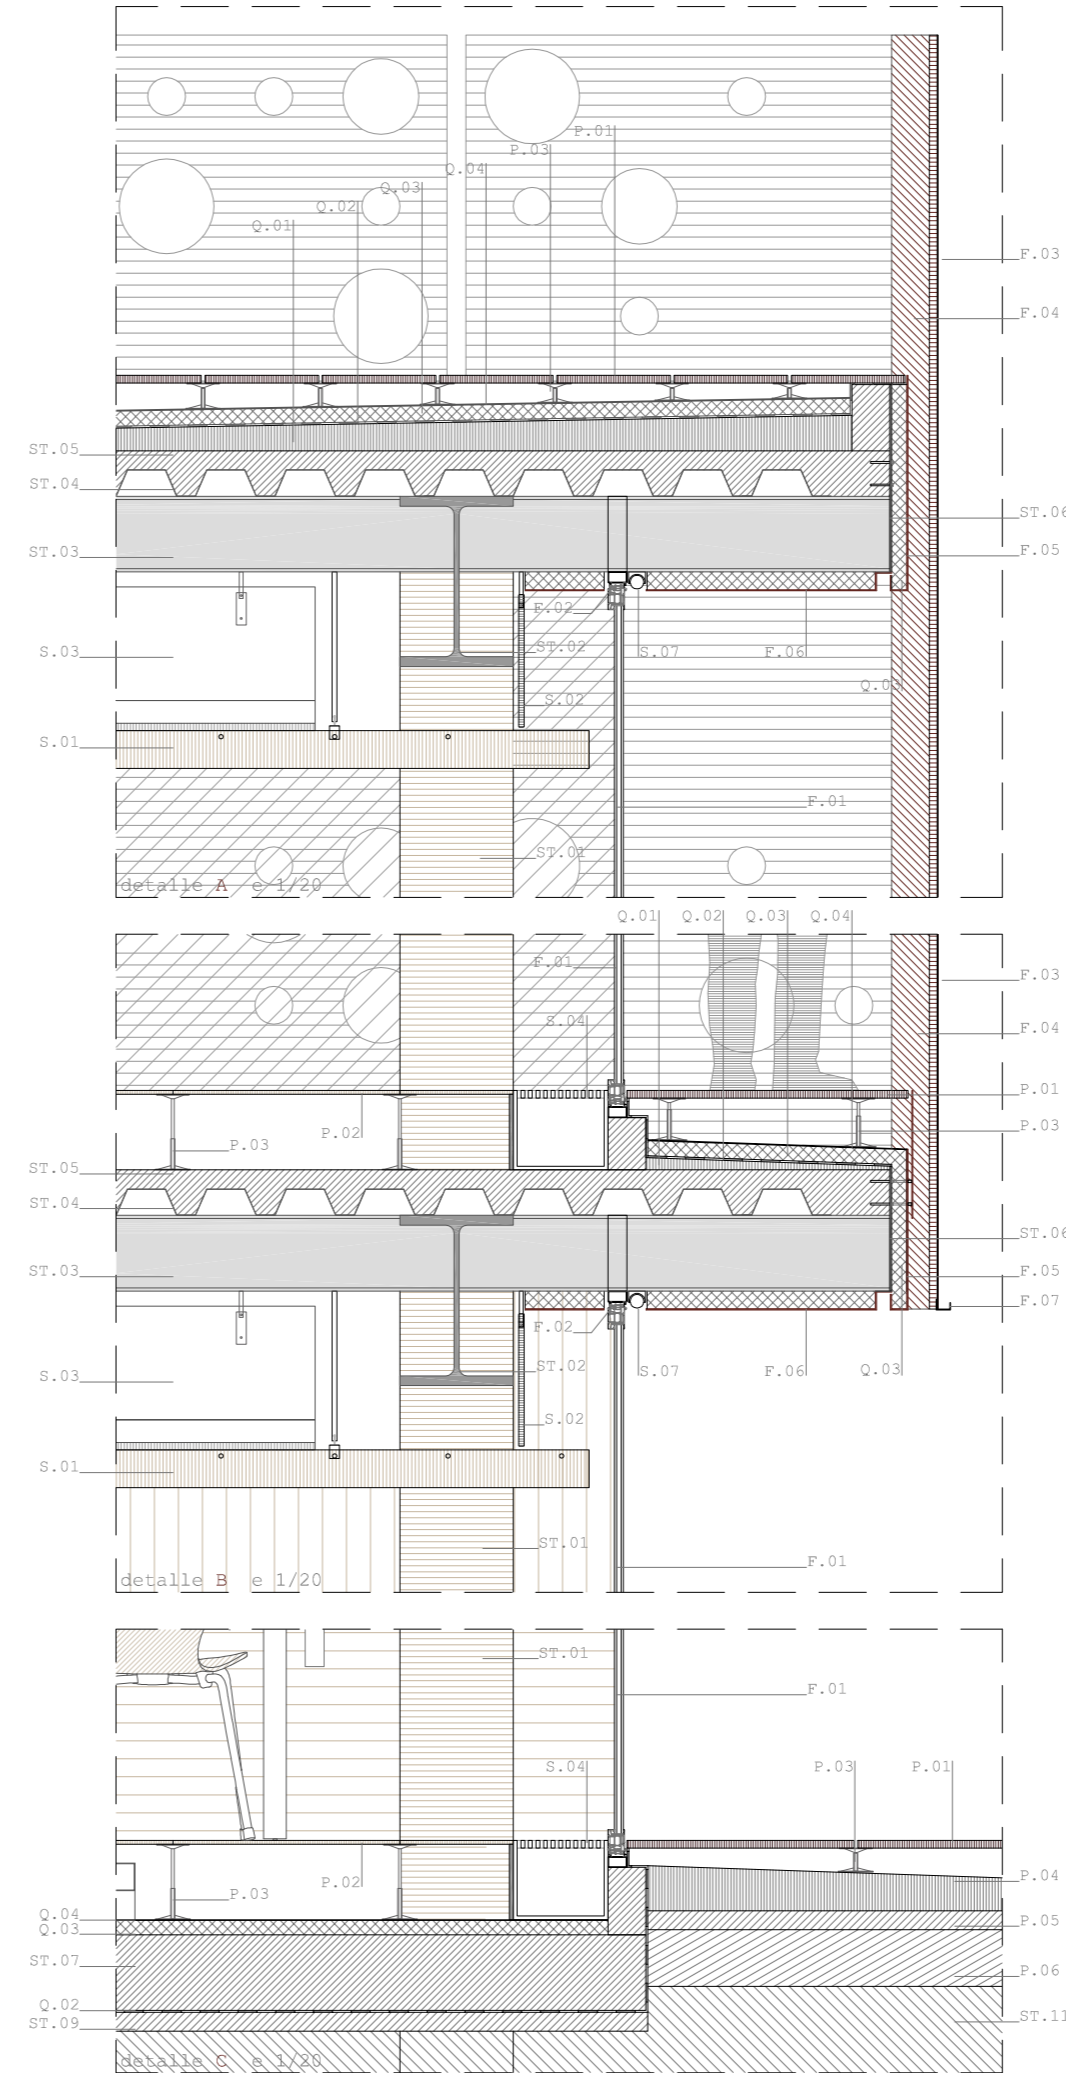 P.01
P.03
Q.04
Q.03
Q.02
Q.01
F.03
F.04
ST.05
ST.04
ST.06
ST.03
F.05
F.02
ST.02
S.03
S.07
F.06
Q.03
S.02
S.01
F.01
ST.01
detalle A e 1/20
Q.01
Q.02
Q.03
Q.04
F.01
F.03
S.04
F.04
P.01
P.03
P.02
P.03
ST.05
ST.04
ST.06
ST.03
F.05
F.07
F.02
ST.02
S.03
S.07
F.06
Q.03
S.02
S.01
ST.01
F.01
detalle B e 1/20
ST.01
F.01
S.04
P.03
P.01
P.02
P.04
P.03
Q.04
P.05
Q.03
ST.07
P.06
Q.02
ST.09
ST.11
detalle C e 1/20